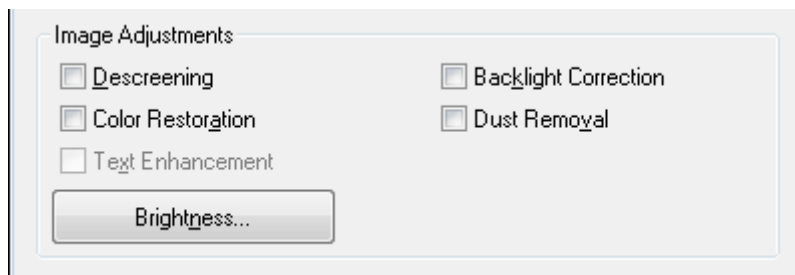 Image Adjustments
Descreening
Backlight Correction
Color Restoration
Dust Removal
Text Enhancement
Brightness...